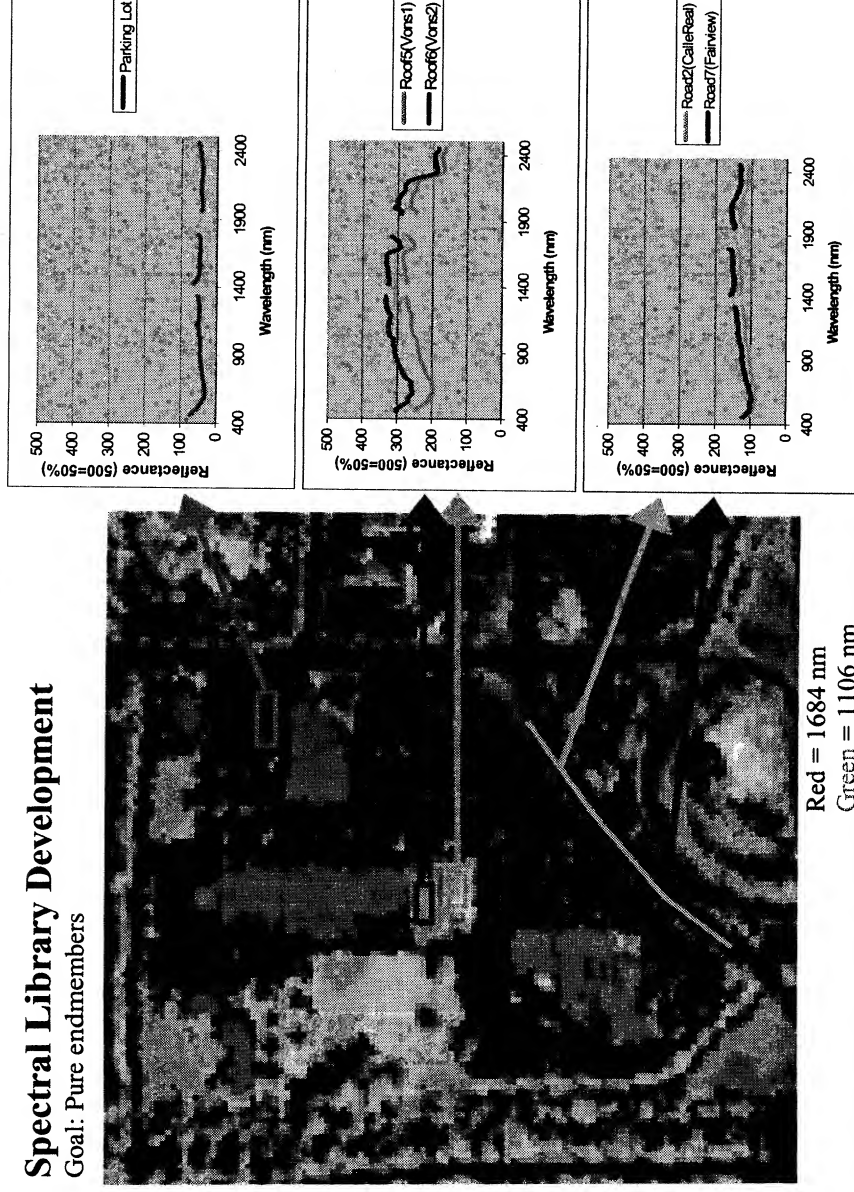 Spectral Library Development
Goal: Pure endmembers
Reflectance (500=50%)
500
400
300
200
100
0
400
900
1400
1900
2400
Wavelength (nm)
Parking Lot
Reflectance (500=50%)
500
400
300
200
100
0
400
900
1400
1900
2400
Wavelength (nm)
Roof5(Vons1)
Roof6(Vons2)
Reflectance (500=50%)
500
400
300
200
100
0
400
900
1400
1900
2400
Wavelength (nm)
Road2(CalleReal)
Road7(Fairview)
Red = 1684 nm
Green = 1106 nm